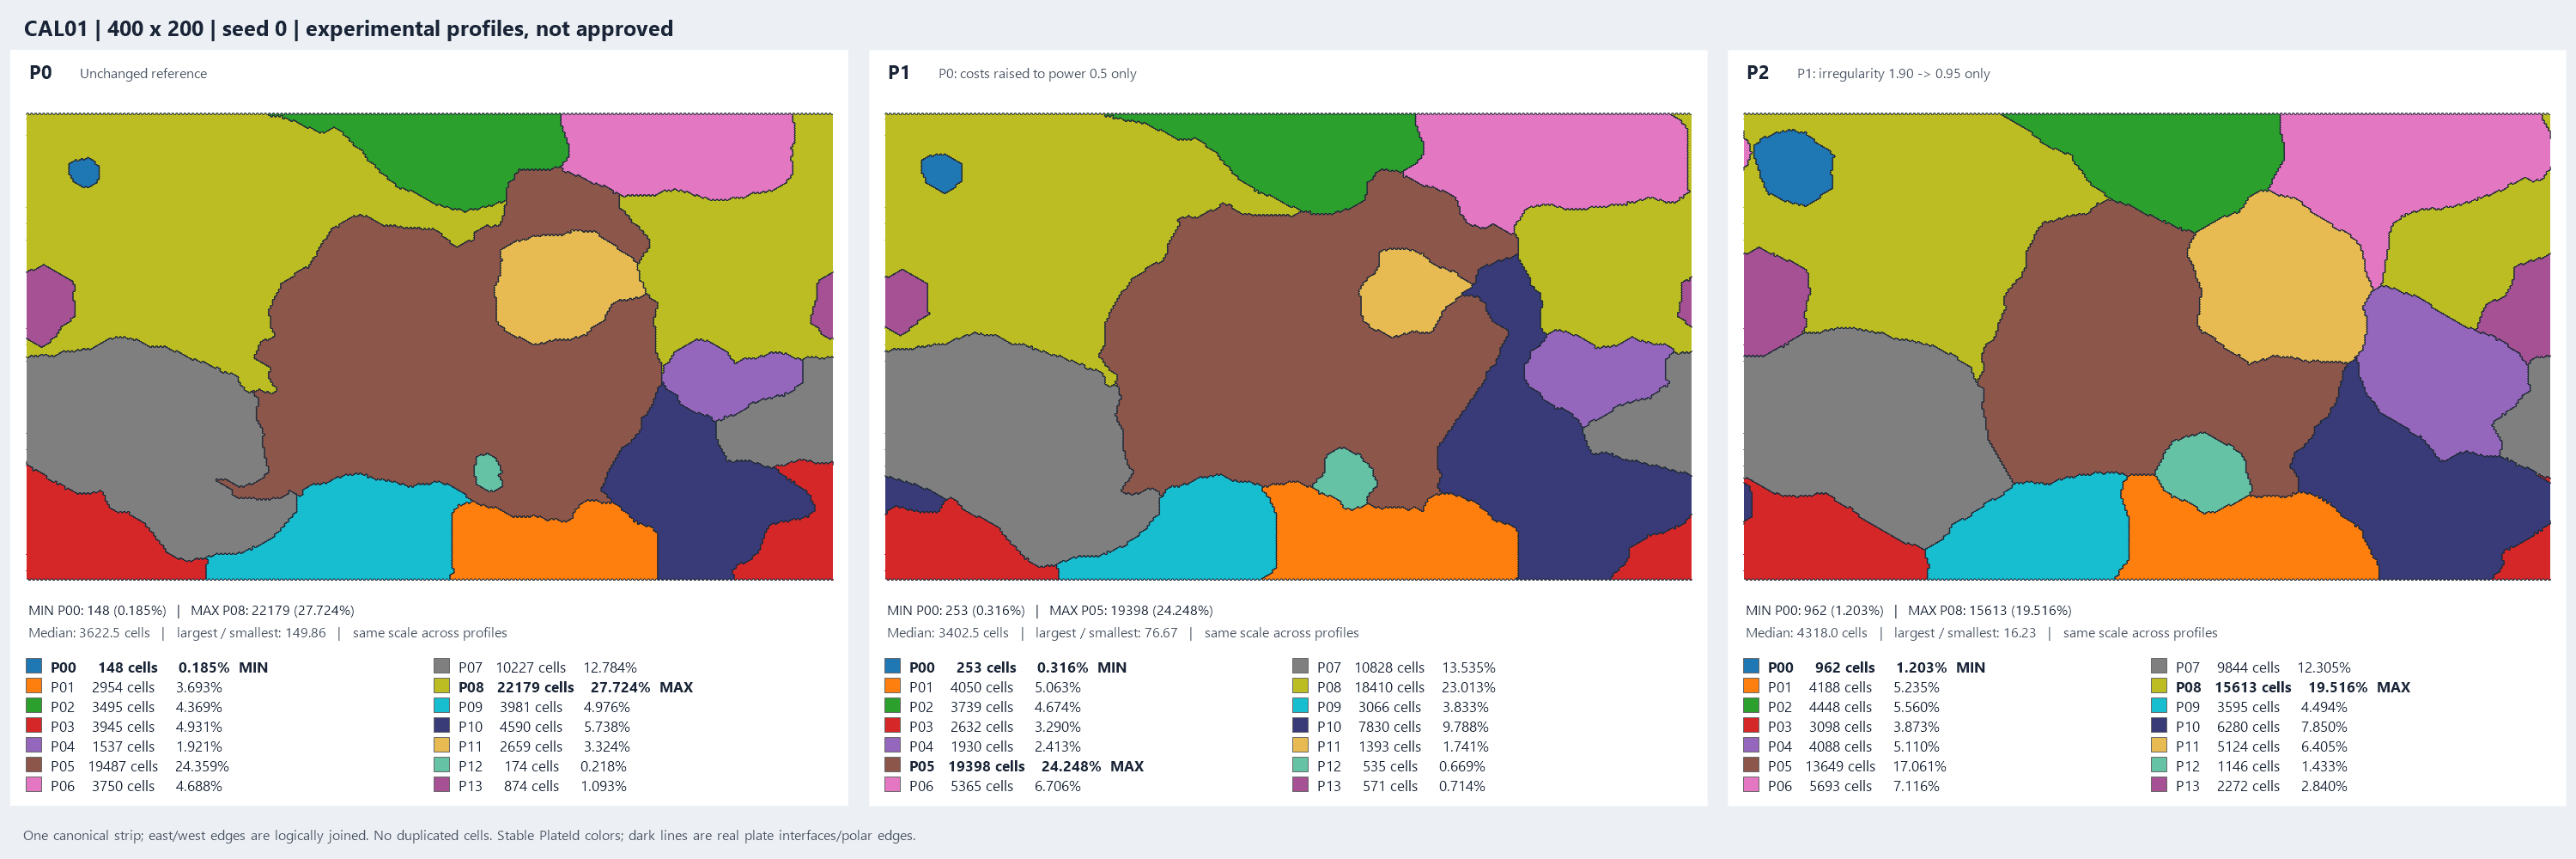 CAL01 | 400 x 200 | seed 0 | experimental profiles, not approved
P0 Unchanged reference
MIN P00: 148 (0.185%) | MAX P08: 22179 (27.724%)
Median: 3622.5 cells | largest / smallest: 149.86 | same scale across profiles
P00 148 cells 0.185% MIN
P01 2954 cells 3.693%
P02 3495 cells 4.369%
P03 3945 cells 4.931%
P04 1537 cells 1.921%
P05 19487 cells 24.359%
P06 3750 cells 4.688%
P07 10227 cells 12.784%
P08 22179 cells 27.724% MAX
P09 3981 cells 4.976%
P10 4590 cells 5.738%
P11 2659 cells 3.324%
P12 174 cells 0.218%
P13 874 cells 1.093%
P1 P0: costs raised to power 0.5 only
MIN P00: 253 (0.316%) | MAX P05: 19398 (24.248%)
Median: 3402.5 cells | largest / smallest: 76.67 | same scale across profiles
P00 253 cells 0.316% MIN
P01 4050 cells 5.063%
P02 3739 cells 4.674%
P03 2632 cells 3.290%
P04 1930 cells 2.413%
P05 19398 cells 24.248% MAX
P06 5365 cells 6.706%
P07 10828 cells 13.535%
P08 18410 cells 23.013%
P09 3066 cells 3.833%
P10 7830 cells 9.788%
P11 1393 cells 1.741%
P12 535 cells 0.669%
P13 571 cells 0.714%
P2 P1: irregularity 1.90 -> 0.95 only
MIN P00: 962 (1.203%) | MAX P08: 15613 (19.516%)
Median: 4318.0 cells | largest / smallest: 16.23 | same scale across profiles
P00 962 cells 1.203% MIN
P01 4188 cells 5.235%
P02 4448 cells 5.560%
P03 3098 cells 3.873%
P04 4088 cells 5.110%
P05 13649 cells 17.061%
P06 5693 cells 7.116%
P07 9844 cells 12.305%
P08 15613 cells 19.516% MAX
P09 3595 cells 4.494%
P10 6280 cells 7.850%
P11 5124 cells 6.405%
P12 1146 cells 1.433%
P13 2272 cells 2.840%
One canonical strip; east/west edges are logically joined. No duplicated cells. Stable PlateId colors; dark lines are real plate interfaces/polar edges.